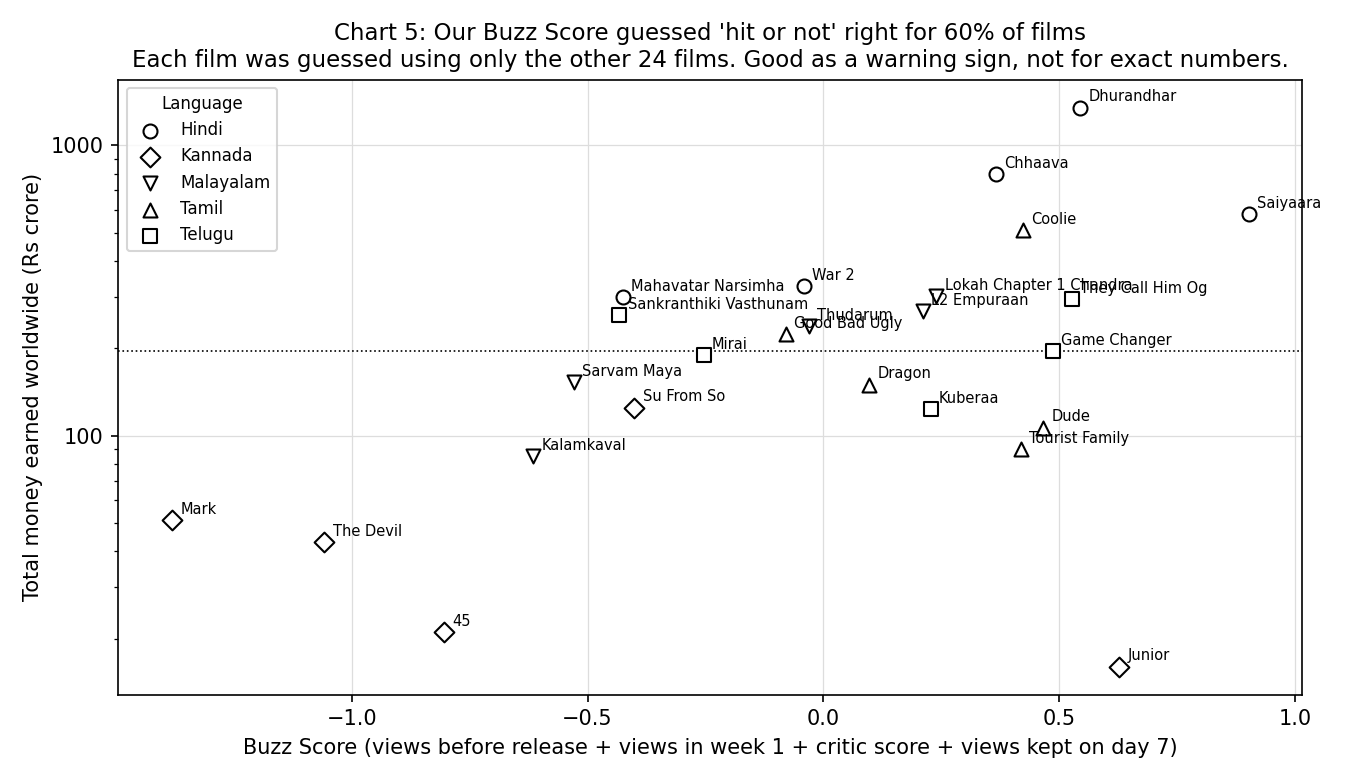 Chart 5: Our Buzz Score guessed 'hit or not' right for 60% of films
Each film was guessed using only the other 24 films. Good as a warning sign, not for exact numbers.
Language
Hindi
Kannada
Malayalam
Tamil
Telugu
Dhurandhar
Chhaava
Saiyaara
Coolie
War 2
Mahavatar Narsimha
Lokah Chapter 1 Chandra
They Call Him Og
Sankranthiki Vasthunam
L2 Empuraan
Thudarum
Good Bad Ugly
Mirai
Game Changer
Sarvam Maya
Dragon
Su From So
Kuberaa
Dude
Tourist Family
Kalamkaval
Mark
The Devil
45
Junior
1000
100
Total money earned worldwide (Rs crore)
−1.0
−0.5
0.0
0.5
1.0
Buzz Score (views before release + views in week 1 + critic score + views kept on day 7)